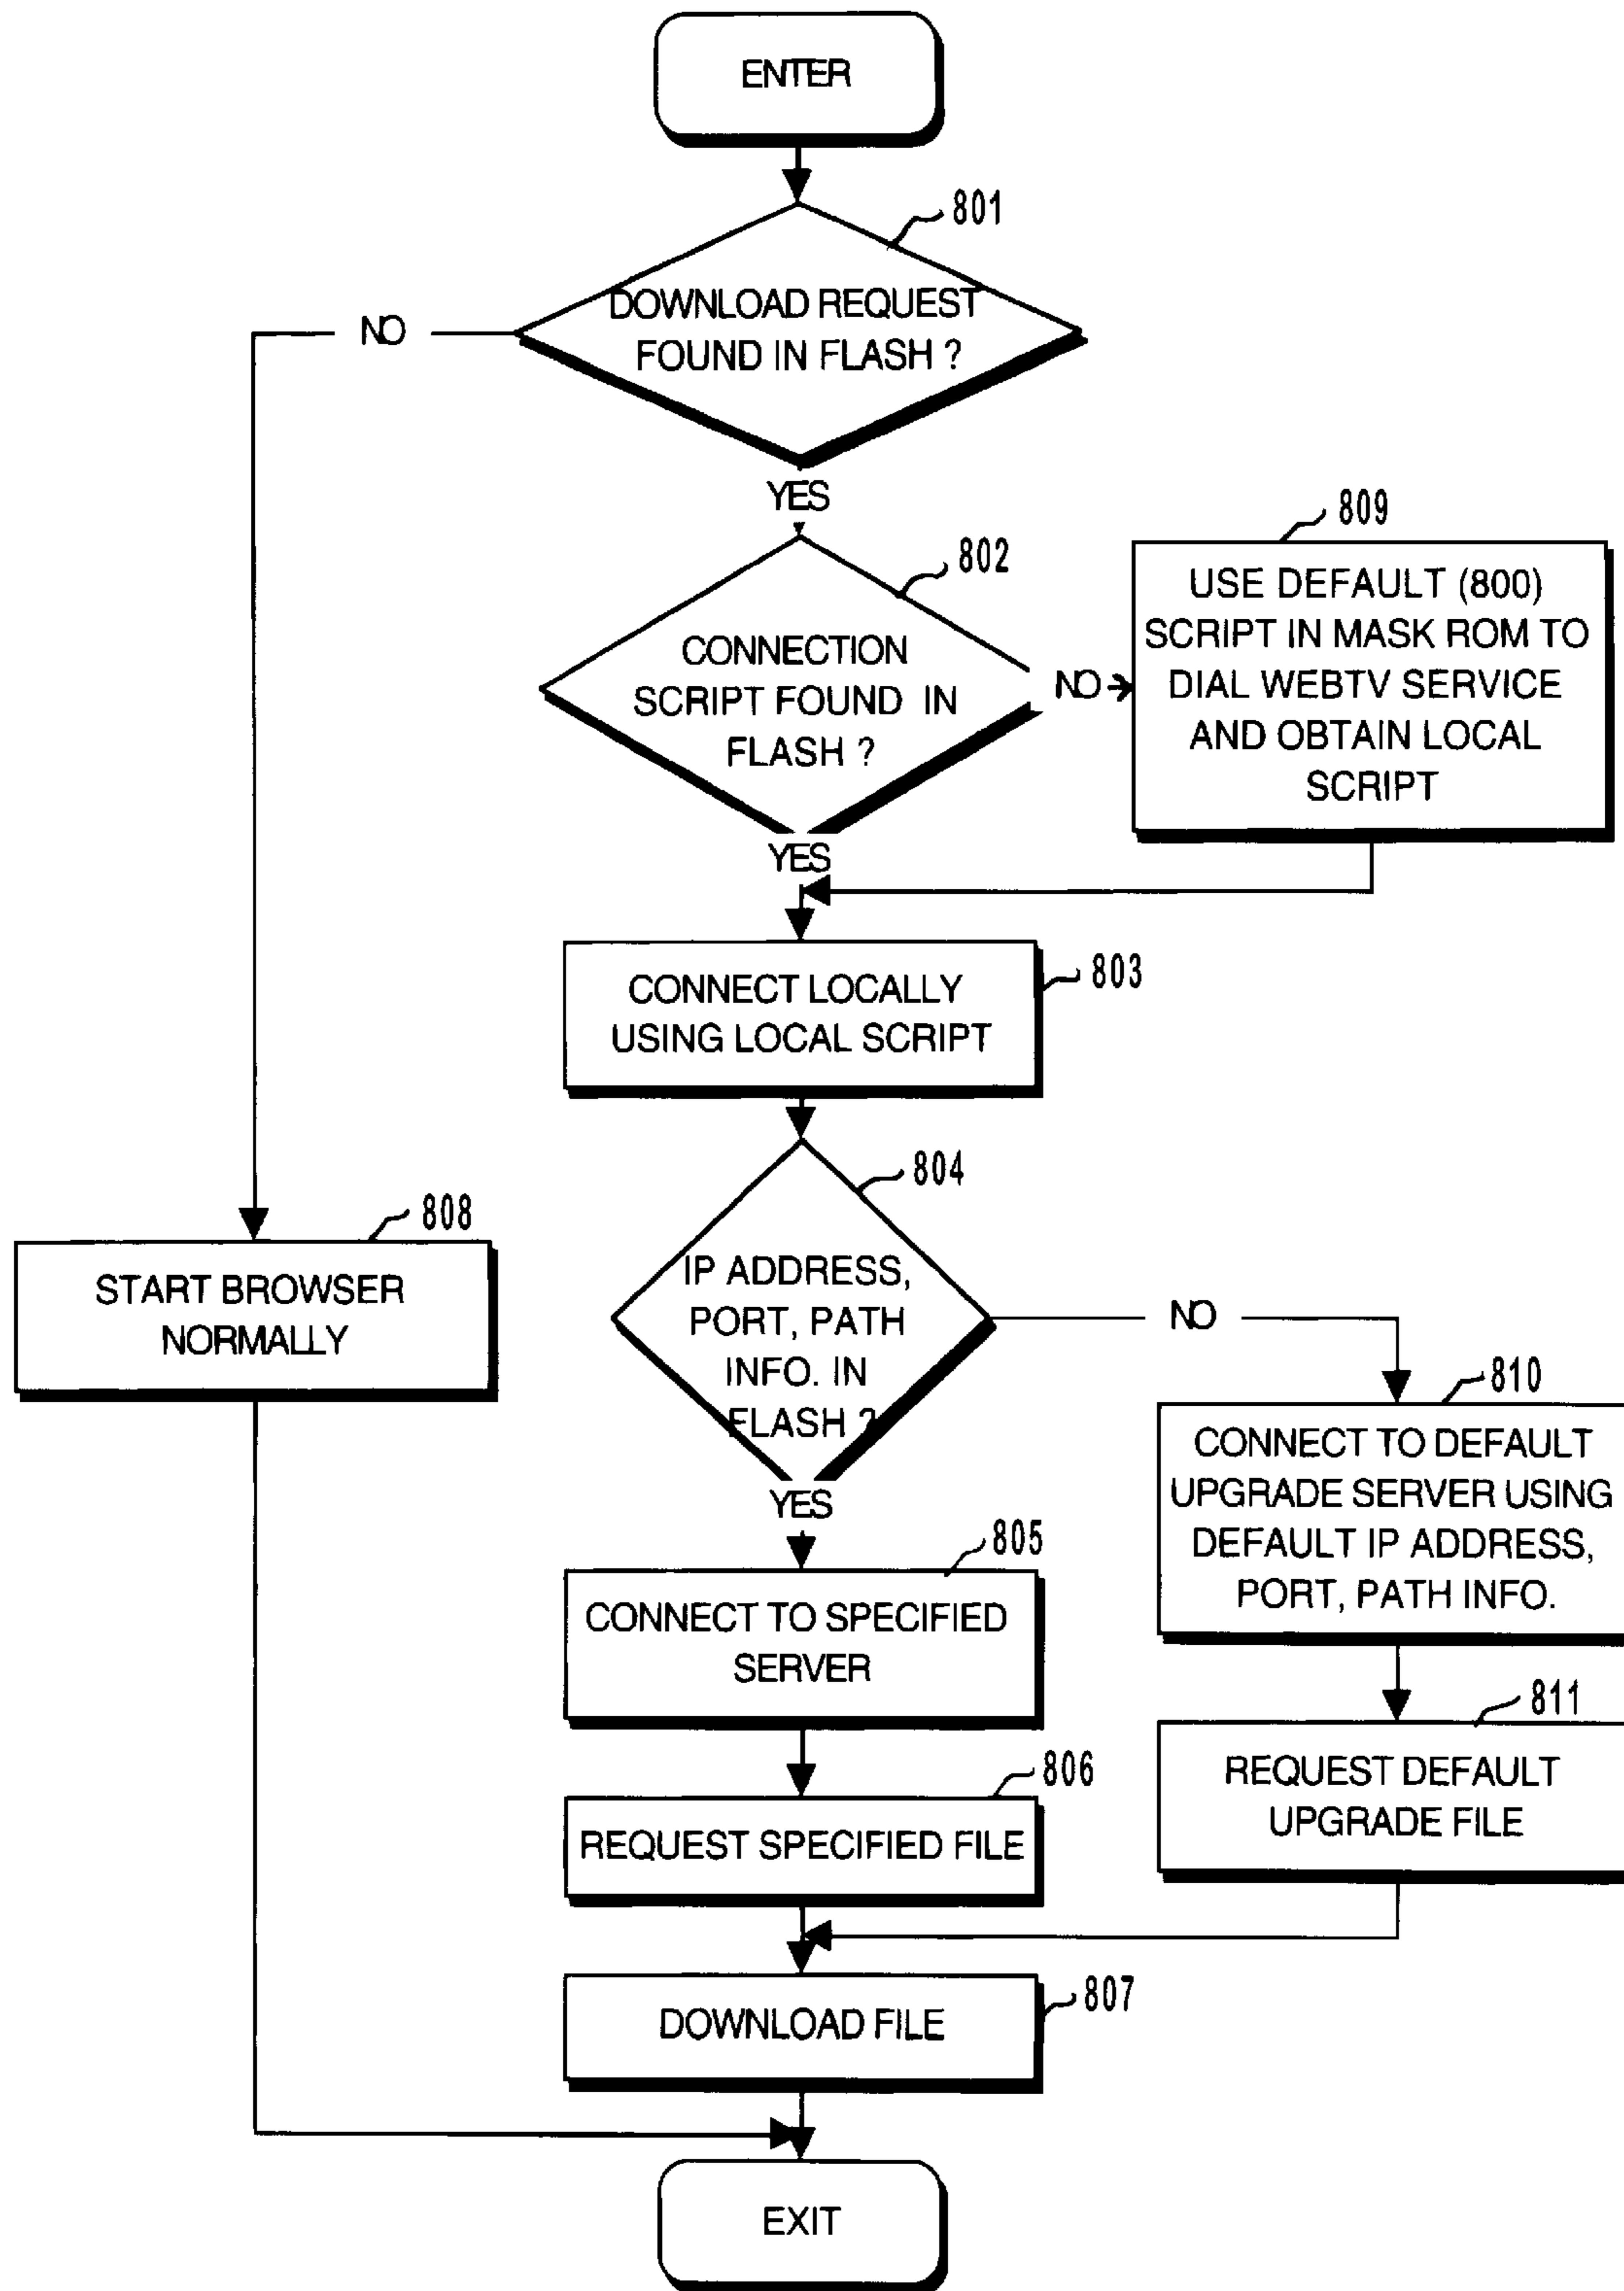 ENTER
801
DOWNLOAD REQUEST
FOUND IN FLASH ?
NO
YES
802
CONNECTION
SCRIPT FOUND IN
FLASH ?
NO
809
USE DEFAULT (800)
SCRIPT IN MASK ROM TO
DIAL WEBTV SERVICE
AND OBTAIN LOCAL
SCRIPT
YES
803
CONNECT LOCALLY
USING LOCAL SCRIPT
804
IP ADDRESS,
PORT, PATH
INFO. IN
FLASH ?
NO
808
START BROWSER
NORMALLY
YES
810
CONNECT TO DEFAULT
UPGRADE SERVER USING
DEFAULT IP ADDRESS,
PORT, PATH INFO.
805
CONNECT TO SPECIFIED
SERVER
811
REQUEST DEFAULT
UPGRADE FILE
806
REQUEST SPECIFIED FILE
807
DOWNLOAD FILE
EXIT